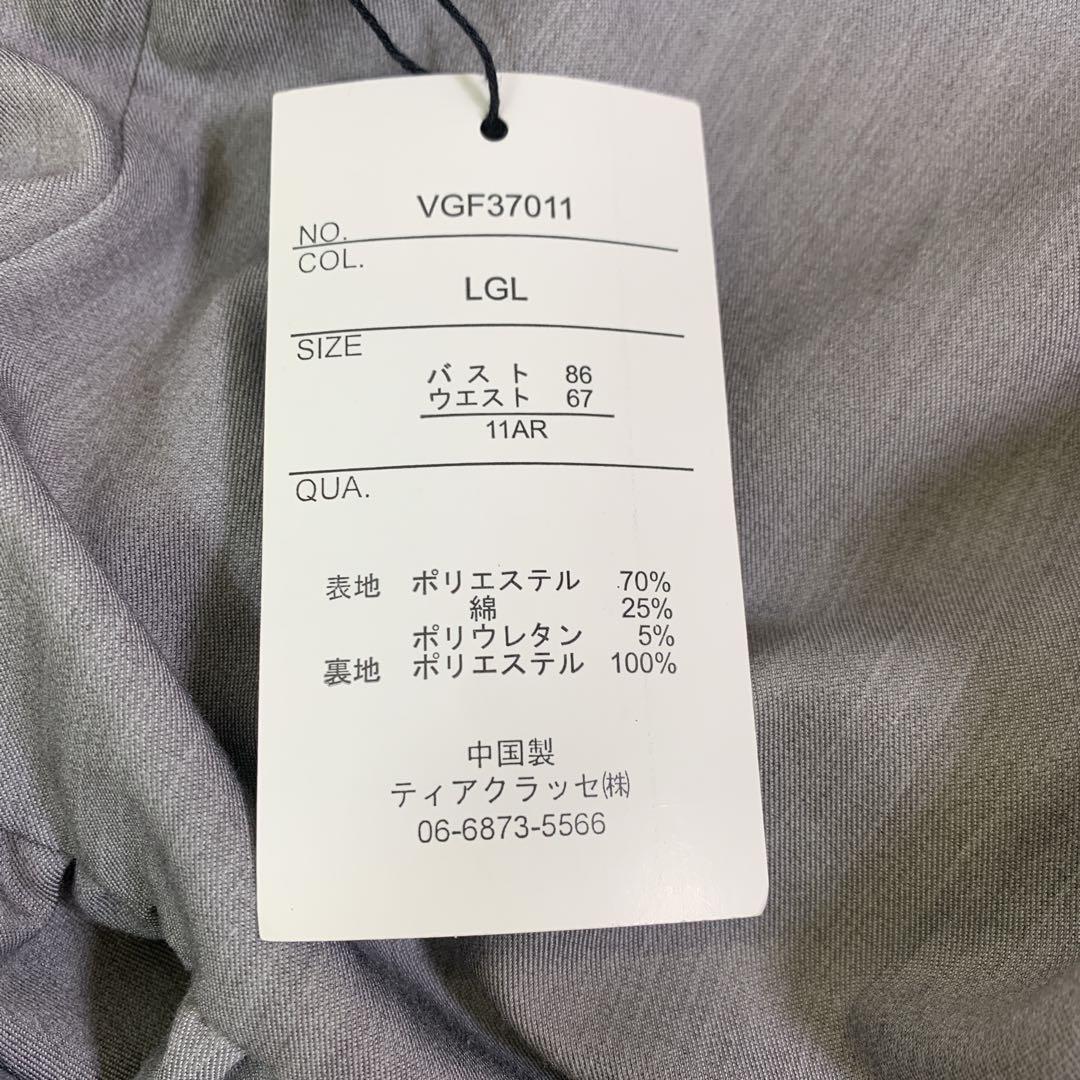 NO. VGF37011
COL.
LGL
SIZE
バスト 86
ウエスト 67
11AR
QUA.
表地 ポリエステル 70%
綿 25%
ポリウレタン 5%
裏地 ポリエステル 100%
中国製
ティアクラッセ㈱
06-6873-5566